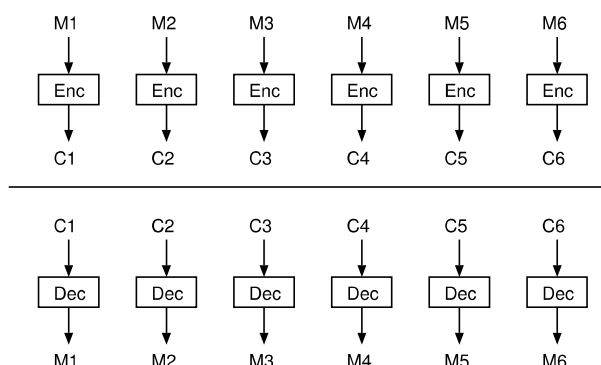 M1 M2 M3 M4 M5 M6
Enc Enc Enc Enc Enc Enc
C1 C2 C3 C4 C5 C6
C1 C2 C3 C4 C5 C6
Dec Dec Dec Dec Dec Dec
M1 M2 M3 M4 M5 M6